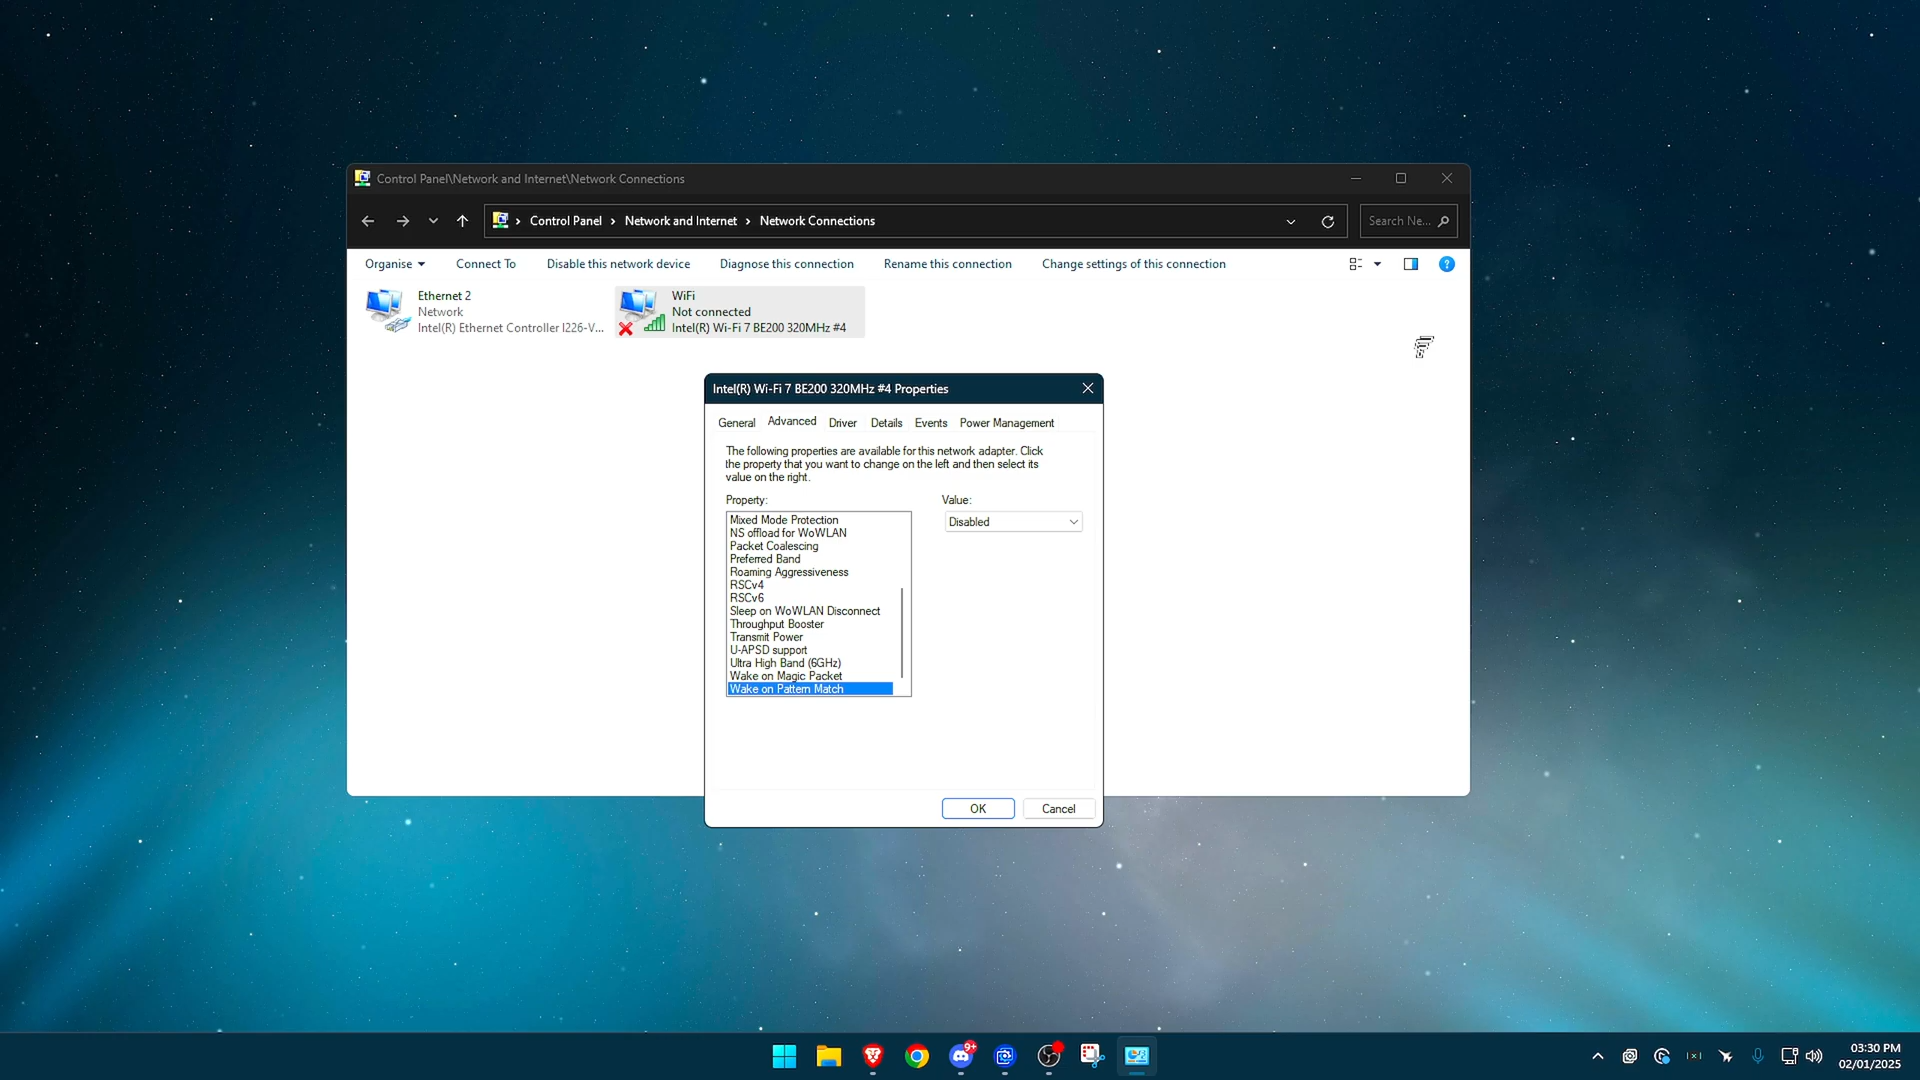 Control Panel\Network and Internet\Network Connections
Control Panel > Network and Internet > Network Connections
Search Ne...
Organise
Connect To
Disable this network device
Diagnose this connection
Rename this connection
Change settings of this connection
?
Ethernet 2
Network
Intel(R) Ethernet Controller I226-V...
WiFi
Not connected
Intel(R) Wi-Fi 7 BE200 320MHz #4
Intel(R) Wi-Fi 7 BE200 320MHz #4 Properties
General
Advanced
Driver
Details
Events
Power Management
The following properties are available for this network adapter. Click
the property that you want to change on the left and then select its
value on the right.
Property:
Value:
Disabled
Mixed Mode Protection
NS offload for WoWLAN
Packet Coalescing
Preferred Band
Roaming Aggressiveness
RSCv4
RSCv6
Sleep on WoWLAN Disconnect
Throughput Booster
Transmit Power
U-APSD support
Ultra High Band (6GHz)
Wake on Magic Packet
Wake on Pattern Match
OK
Cancel
9+
03:30 PM
02/01/2025